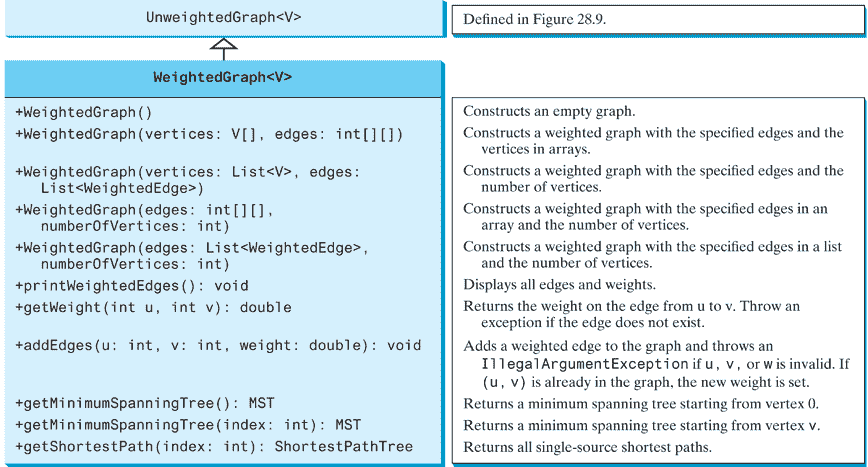 UnweightedGraph<V>
Defined in Figure 28.9.
WeightedGraph<V>
+WeightedGraph()
Constructs an empty graph.
+WeightedGraph(vertices: V[], edges: int[][])
Constructs a weighted graph with the specified edges and the
vertices in arrays.
+WeightedGraph(vertices: List<V>, edges:
List<WeightedEdge>)
Constructs a weighted graph with the specified edges and the
number of vertices.
+WeightedGraph(edges: int[][],
numberOfVertices: int)
Constructs a weighted graph with the specified edges in an
array and the number of vertices.
+WeightedGraph(edges: List<WeightedEdge>,
numberOfVertices: int)
Constructs a weighted graph with the specified edges in a list
and the number of vertices.
+printWeightedEdges(): void
Displays all edges and weights.
+getWeight(int u, int v): double
Returns the weight on the edge from u to v. Throw an
exception if the edge does not exist.
+addEdges(u: int, v: int, weight: double): void
Adds a weighted edge to the graph and throws an
IllegalArgumentException if u, v, or w is invalid. If
(u, v) is already in the graph, the new weight is set.
+getMinimumSpanningTree(): MST
Returns a minimum spanning tree starting from vertex 0.
+getMinimumSpanningTree(index: int): MST
Returns a minimum spanning tree starting from vertex v.
+getShortestPath(index: int): ShortestPathTree
Returns all single-source shortest paths.